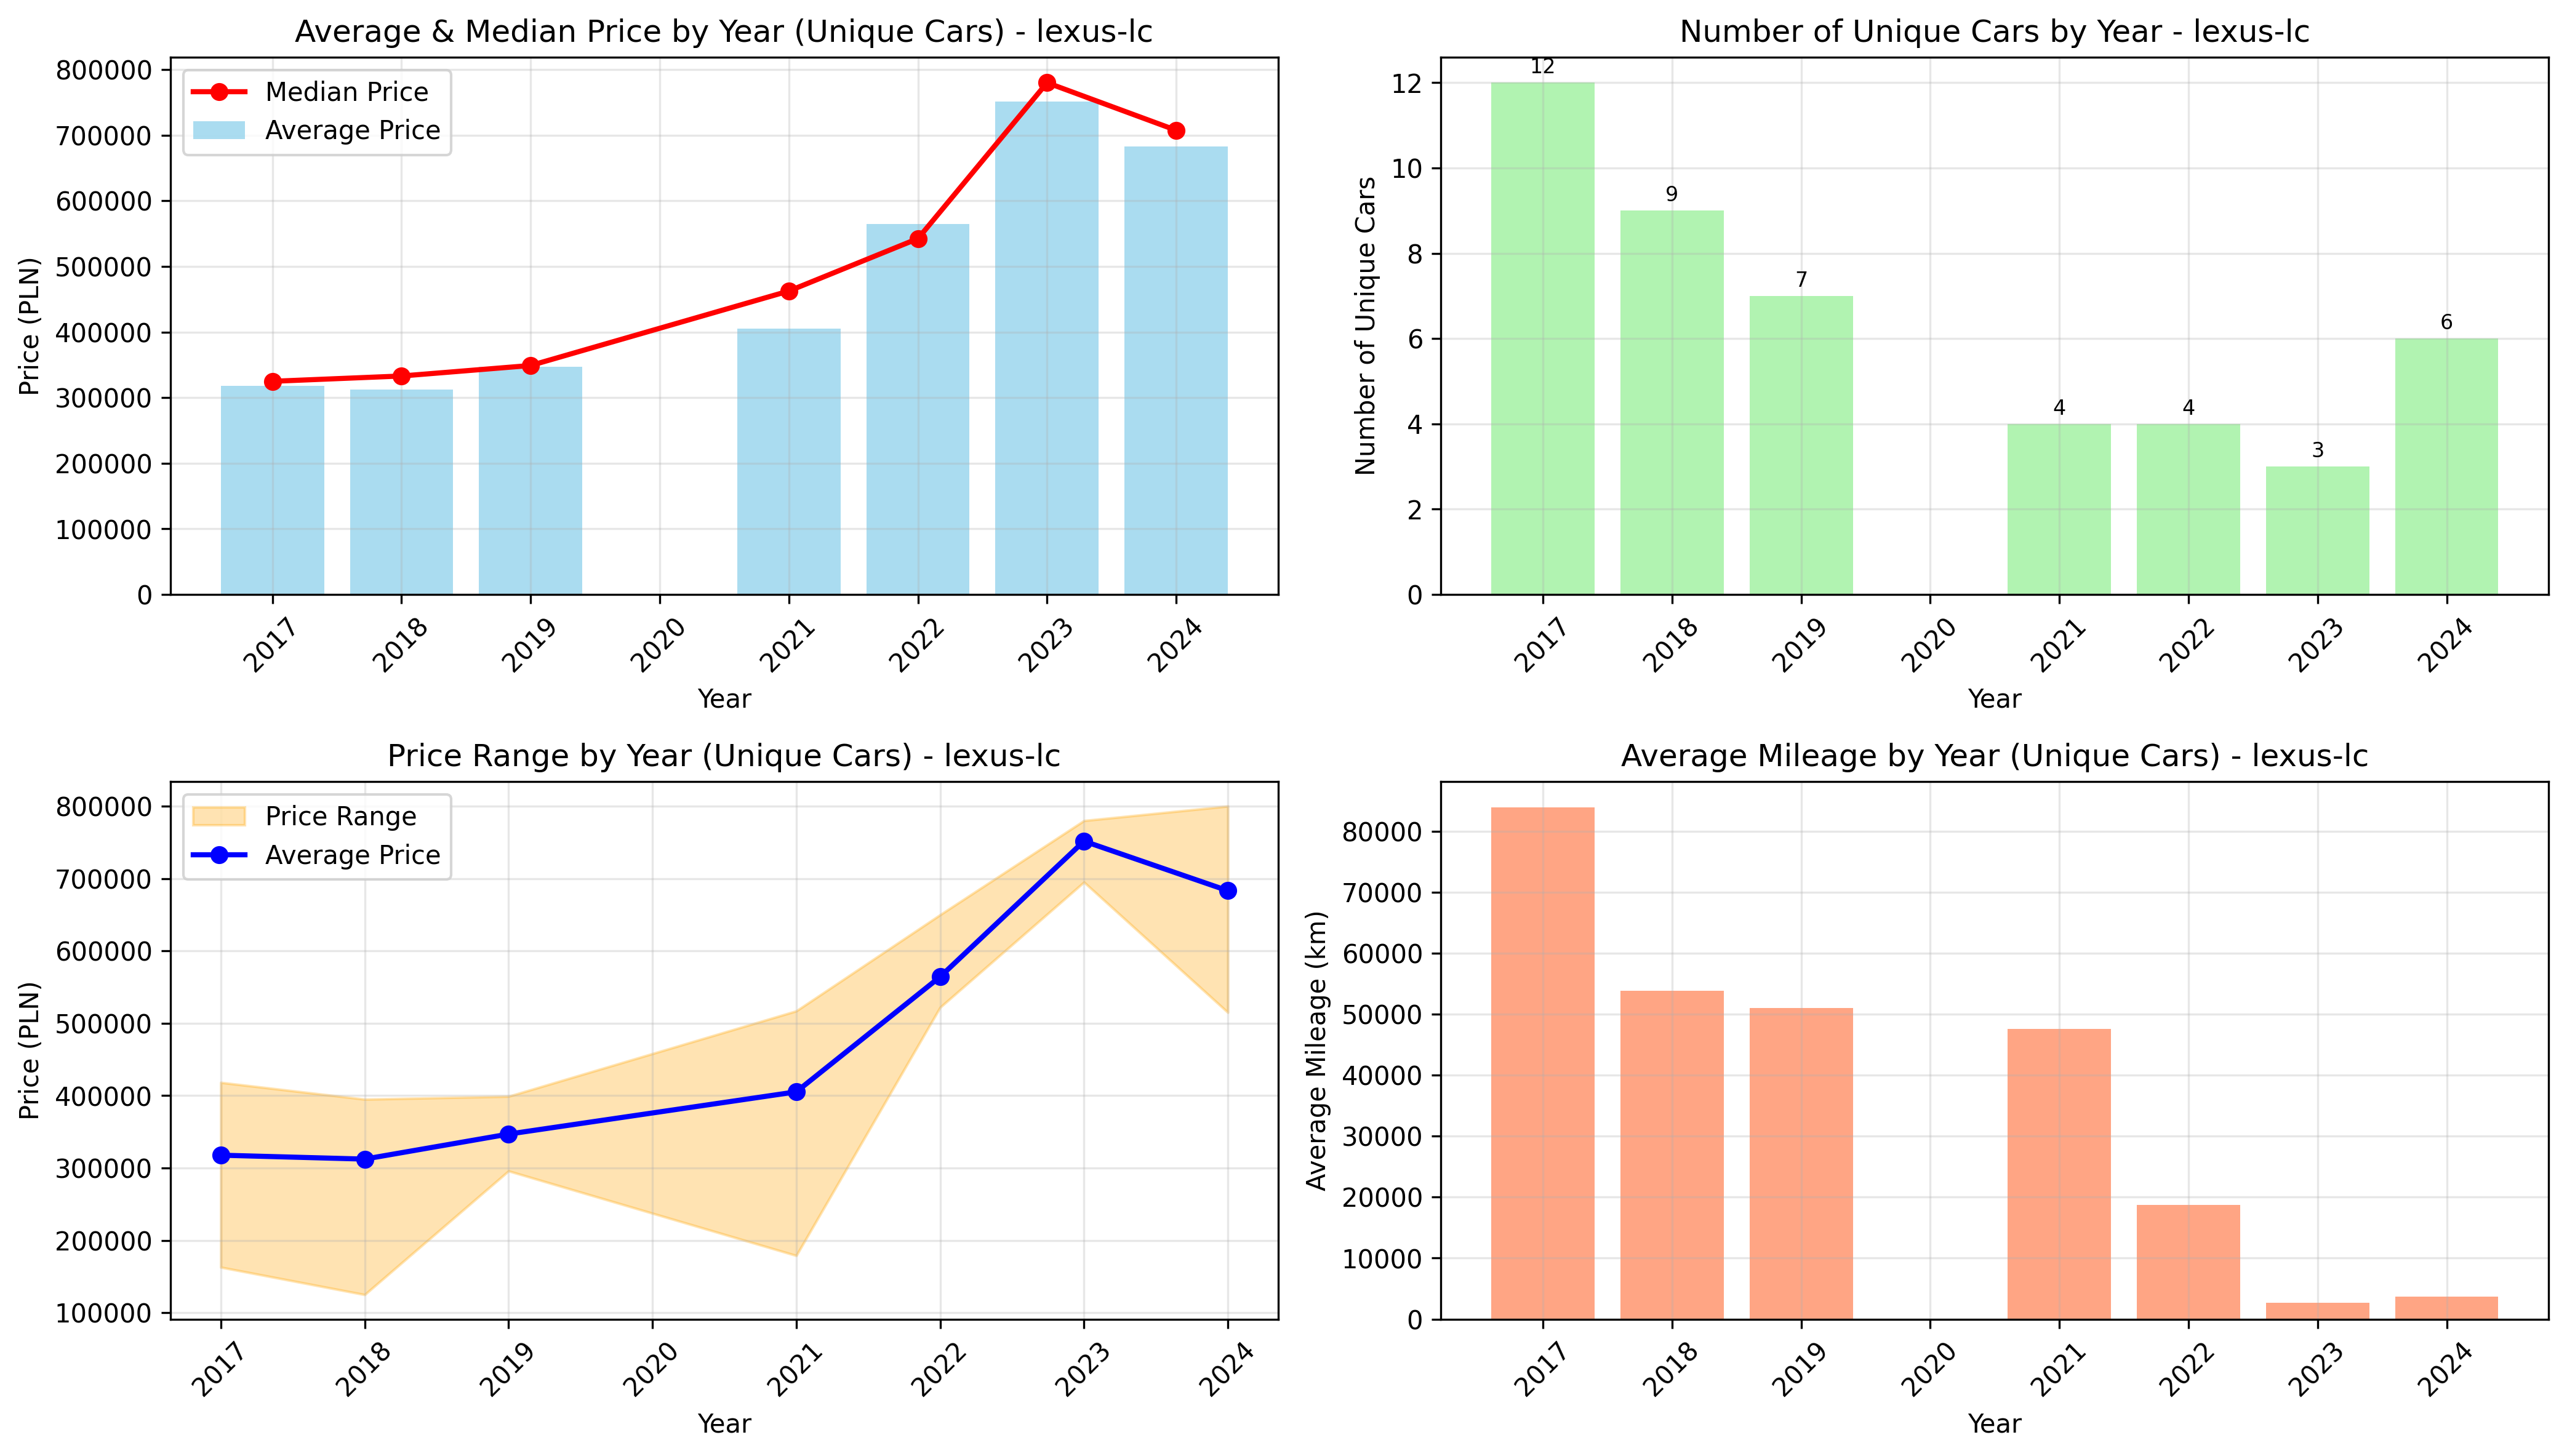 Average & Median Price by Year (Unique Cars) - lexus-lc
Median Price
Average Price
Price (PLN)
800000
700000
600000
500000
400000
300000
200000
100000
0
2017 2018 2019 2020 2021 2022 2023 2024
Year
Number of Unique Cars by Year - lexus-lc
Number of Unique Cars
12
10
8
6
4
2
0
12
9
7
4
4
3
6
2017 2018 2019 2020 2021 2022 2023 2024
Year
Price Range by Year (Unique Cars) - lexus-lc
Price Range
Average Price
Price (PLN)
800000
700000
600000
500000
400000
300000
200000
100000
2017 2018 2019 2020 2021 2022 2023 2024
Year
Average Mileage by Year (Unique Cars) - lexus-lc
Average Mileage (km)
80000
70000
60000
50000
40000
30000
20000
10000
0
2017 2018 2019 2020 2021 2022 2023 2024
Year